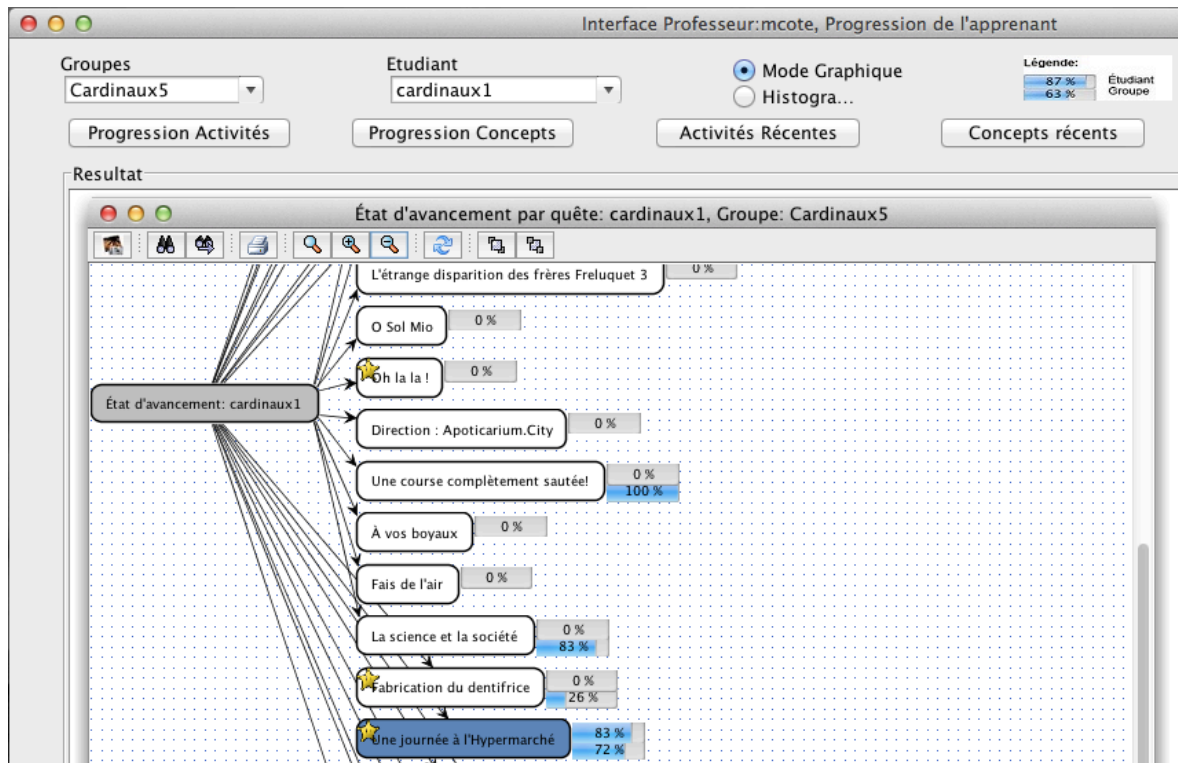 Interface Professeur:mcote, Progression de l'apprenant
Groupes
Etudiant
Cardinaux5
cardinaux1
Mode Graphique
Histogra...
Légende:
87 %
63 %
Étudiant
Groupe
Progression Activités
Progression Concepts
Activités Récentes
Concepts récents
Resultat
État d'avancement par quête: cardinaux1, Groupe: Cardinaux5
L'étrange disparition des frères Freluquet 3
0 %
O Sol Mio
0 %
Oh la la !
0 %
État d'avancement: cardinaux1
Direction : Apoticarium.City
0 %
Une course complètement sautée!
0 %
100 %
À vos boyaux
0 %
Fais de l'air
0 %
La science et la société
0 %
83 %
Fabrication du dentifrice
0 %
26 %
Une journée à l'Hypermarché
83 %
72 %